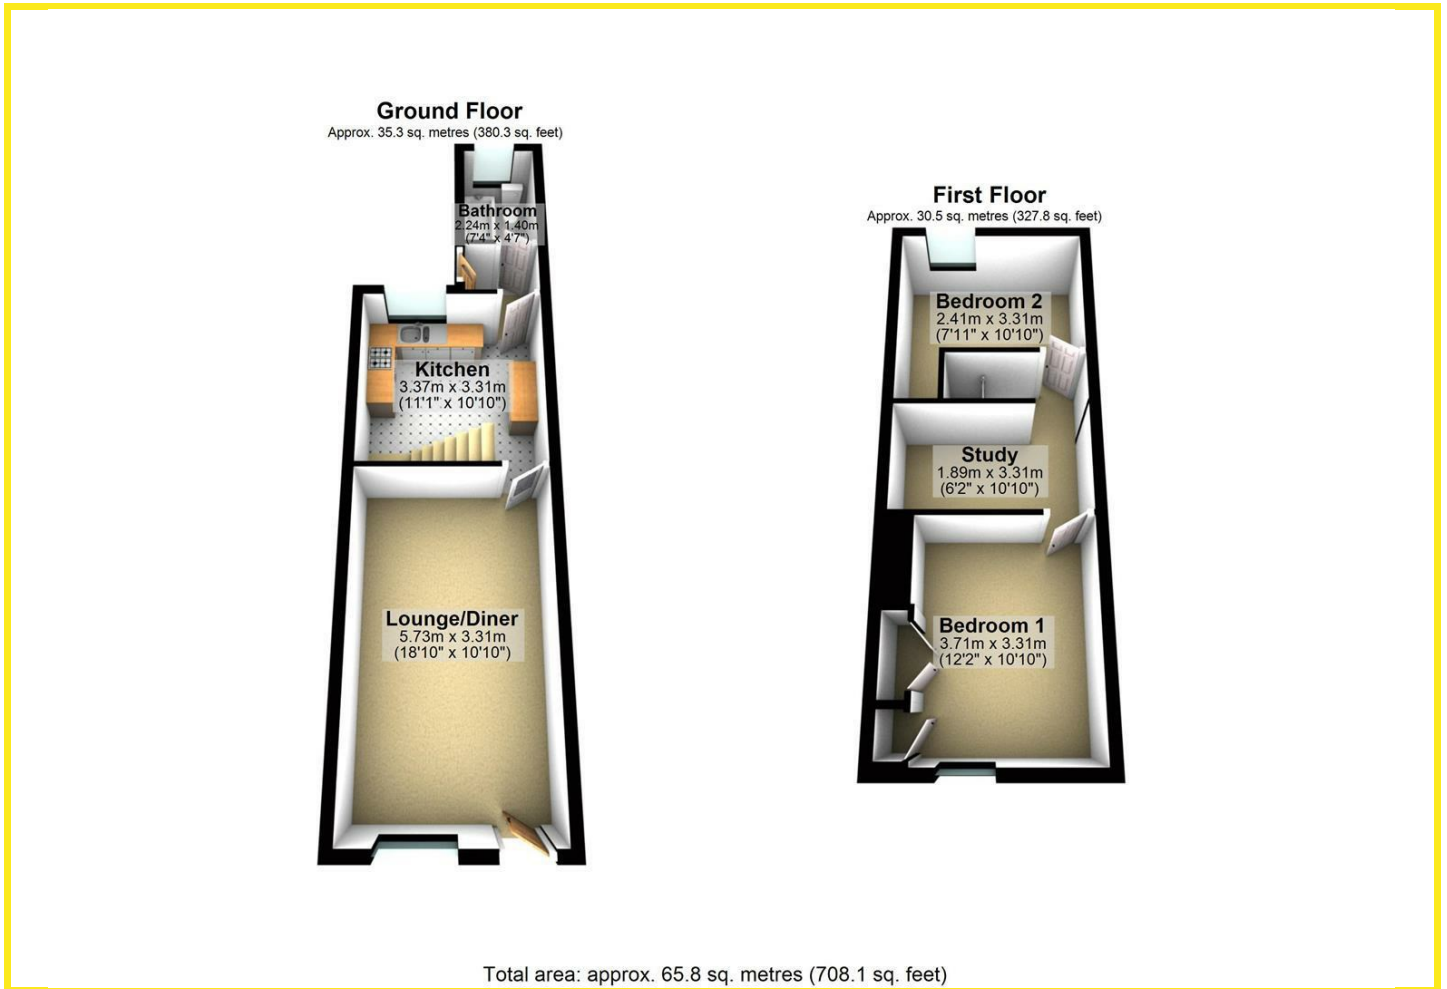 Ground Floor
Approx. 35.3 sq. metres (380.3 sq. feet)
Bathroom
2.24m x 1.40m
(7'4" x 4'7")
Kitchen
3.37m x 3.31m
(11'1" x 10'10")
Lounge/Diner
5.73m x 3.31m
(18'10" x 10'10")
First Floor
Approx. 30.5 sq. metres (327.8 sq. feet)
Bedroom 2
2.41m x 3.31m
(7'11" x 10'10")
Study
1.89m x 3.31m
(6'2" x 10'10")
Bedroom 1
3.71m x 3.31m
(12'2" x 10'10")
Total area: approx. 65.8 sq. metres (708.1 sq. feet)